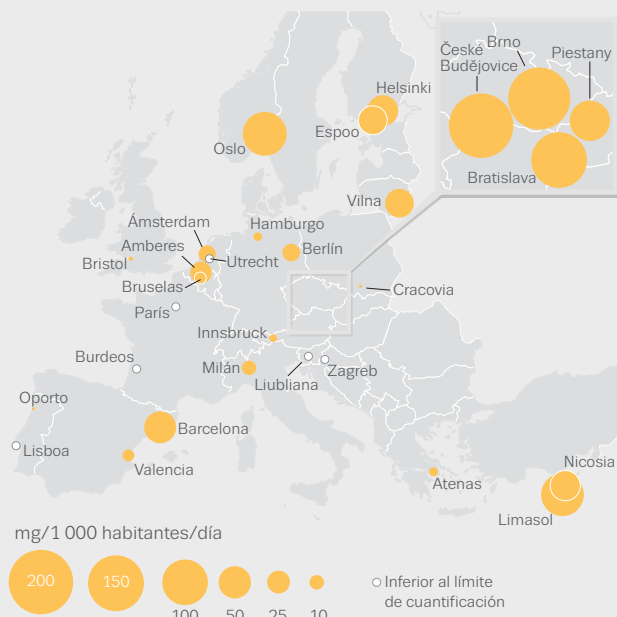 České
Budějovice
Brno
Piestany
Bratislava
Helsinki
Espoo
Oslo
Vilna
Ámsterdam
Hamburgo
Amberes
Berlín
Bristol
Utrecht
Bruselas
Cracovia
París
Innsbruck
Burdeos
Milán
Zagreb
Liubliana
Oporto
Barcelona
Lisboa
Valencia
Nicosia
Atenas
Limasol
mg/1 000 habitantes/día
200
150
100
50
25
10
Inferior al límite
de cuantificación